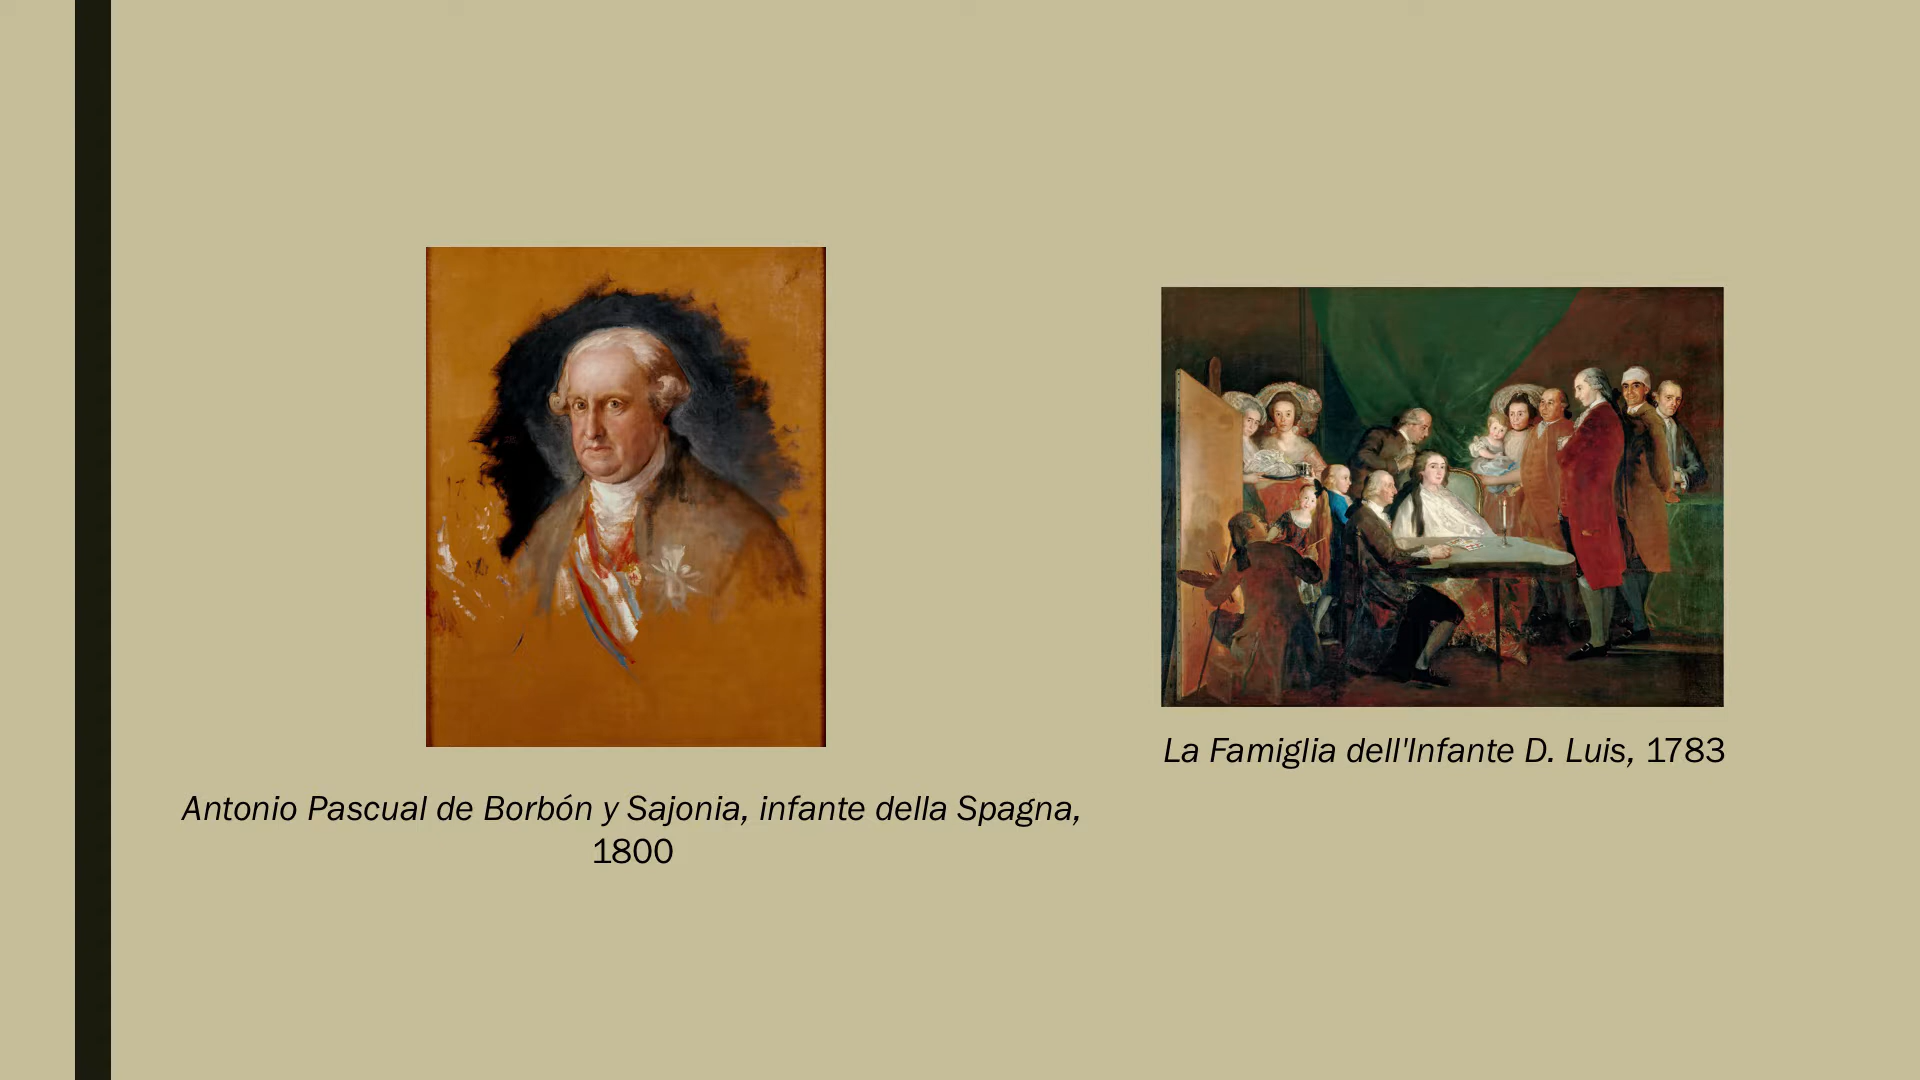 Antonio Pascual de Borbón y Sajonia, infante della Spagna,
1800
La Famiglia dell'Infante D. Luis, 1783